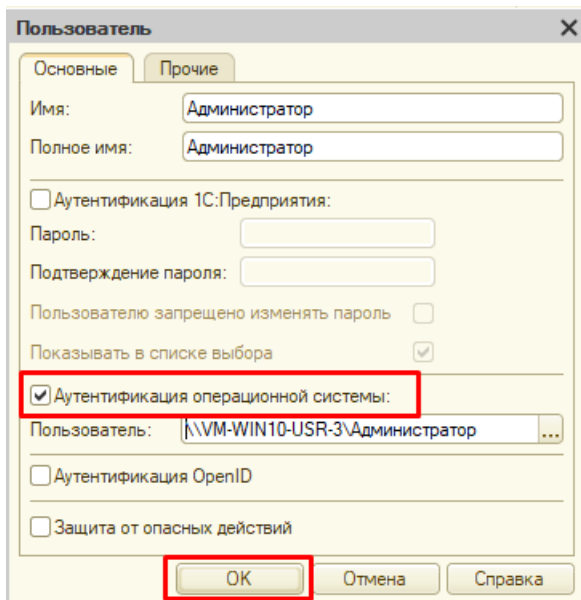 Пользователь
Основные Прочие
Имя: Администратор
Полное имя: Администратор
Аутентификация 1С:Предприятия:
Пароль:
Подтверждение пароля:
Пользователю запрещено изменять пароль
Показывать в списке выбора
Аутентификация операционной системы:
Пользователь: \\VM-WIN10-USR-3\Администратор ...
Аутентификация OpenID
Защита от опасных действий
OK Отмена Справка